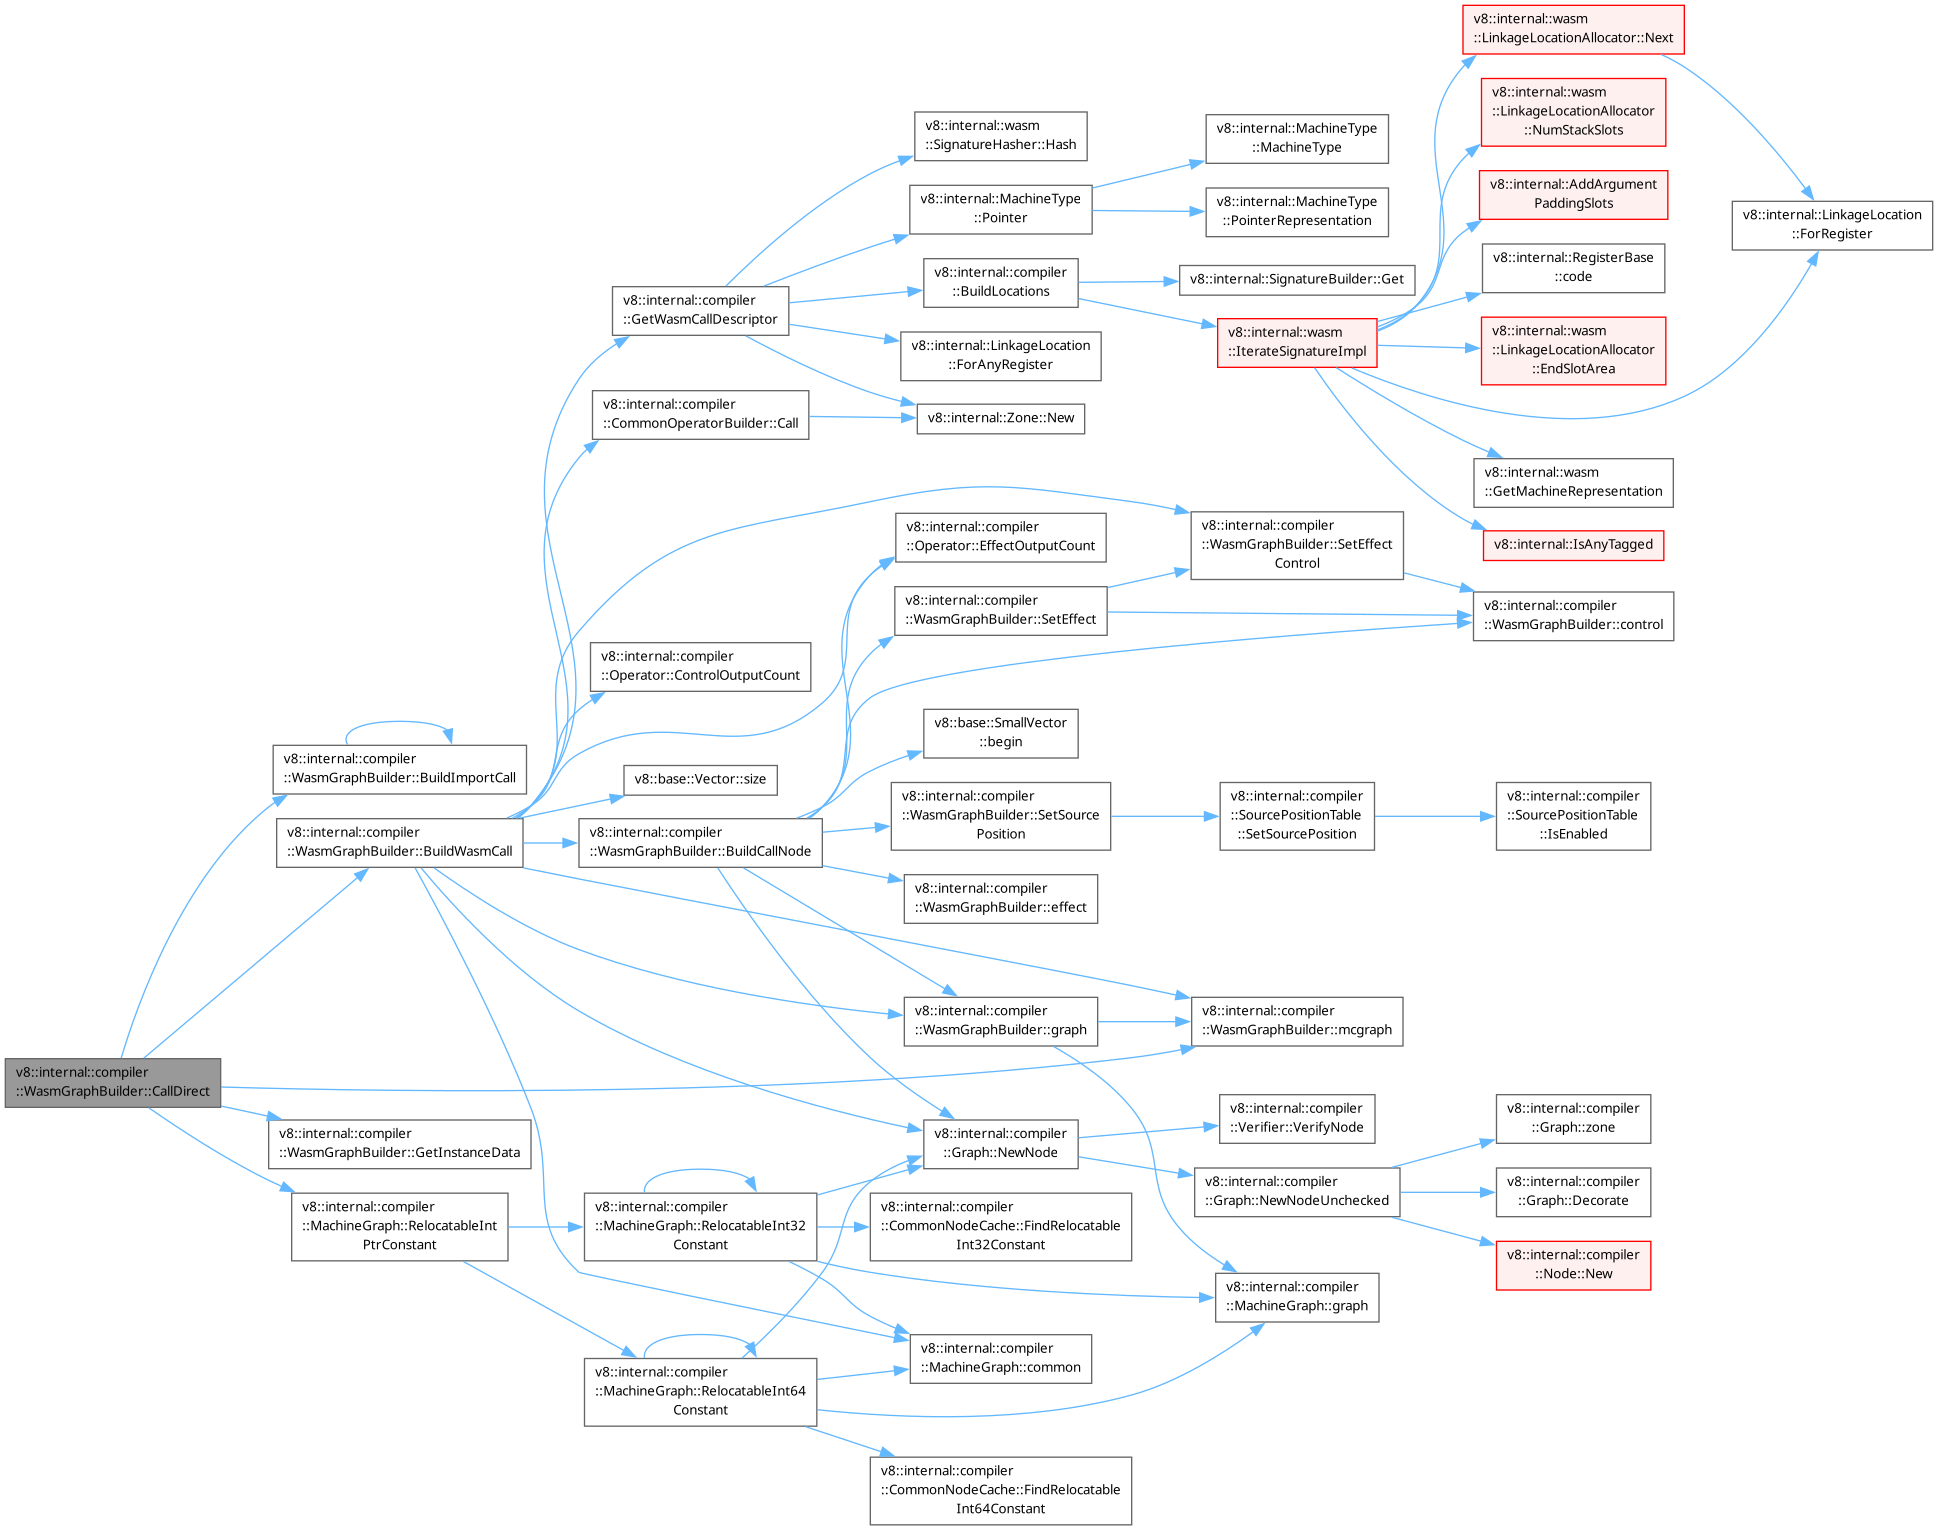 v8::internal::wasm
::LinkageLocationAllocator::Next
v8::internal::wasm
::LinkageLocationAllocator
::NumStackSlots
v8::internal::wasm
::SignatureHasher::Hash
v8::internal::MachineType
::MachineType
v8::internal::AddArgument
PaddingSlots
v8::internal::MachineType
::Pointer
v8::internal::MachineType
::PointerRepresentation
v8::internal::LinkageLocation
::ForRegister
v8::internal::RegisterBase
::code
v8::internal::compiler
::BuildLocations
v8::internal::SignatureBuilder::Get
v8::internal::compiler
::GetWasmCallDescriptor
v8::internal::wasm
::IterateSignatureImpl
v8::internal::wasm
::LinkageLocationAllocator
::EndSlotArea
v8::internal::LinkageLocation
::ForAnyRegister
v8::internal::compiler
::CommonOperatorBuilder::Call
v8::internal::Zone::New
v8::internal::wasm
::GetMachineRepresentation
v8::internal::compiler
::Operator::EffectOutputCount
v8::internal::compiler
::WasmGraphBuilder::SetEffect
Control
v8::internal::IsAnyTagged
v8::internal::compiler
::WasmGraphBuilder::SetEffect
v8::internal::compiler
::WasmGraphBuilder::control
v8::internal::compiler
::Operator::ControlOutputCount
v8::base::SmallVector
::begin
v8::internal::compiler
::WasmGraphBuilder::BuildImportCall
v8::base::Vector::size
v8::internal::compiler
::WasmGraphBuilder::SetSource
Position
v8::internal::compiler
::SourcePositionTable
::SetSourcePosition
v8::internal::compiler
::SourcePositionTable
::IsEnabled
v8::internal::compiler
::WasmGraphBuilder::BuildWasmCall
v8::internal::compiler
::WasmGraphBuilder::BuildCallNode
v8::internal::compiler
::WasmGraphBuilder::effect
v8::internal::compiler
::WasmGraphBuilder::graph
v8::internal::compiler
::WasmGraphBuilder::mcgraph
v8::internal::compiler
::WasmGraphBuilder::CallDirect
v8::internal::compiler
::WasmGraphBuilder::GetInstanceData
v8::internal::compiler
::Graph::NewNode
v8::internal::compiler
::Verifier::VerifyNode
v8::internal::compiler
::Graph::zone
v8::internal::compiler
::MachineGraph::RelocatableInt
PtrConstant
v8::internal::compiler
::MachineGraph::RelocatableInt32
Constant
v8::internal::compiler
::CommonNodeCache::FindRelocatable
Int32Constant
v8::internal::compiler
::Graph::NewNodeUnchecked
v8::internal::compiler
::Graph::Decorate
v8::internal::compiler
::Node::New
v8::internal::compiler
::MachineGraph::graph
v8::internal::compiler
::MachineGraph::common
v8::internal::compiler
::MachineGraph::RelocatableInt64
Constant
v8::internal::compiler
::CommonNodeCache::FindRelocatable
Int64Constant